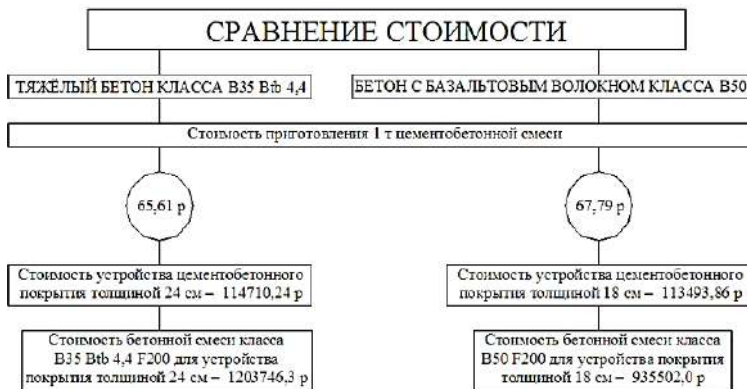 СРАВНЕНИЕ СТОИМОСТИ
ТЯЖЁЛЫЙ БЕТОН КЛАССА В35 Btb 4,4
БЕТОН С БАЗАЛЬТОВЫМ ВОЛОКНОМ КЛАССА В50
Стоимость приготовления 1 т цементобетонной смеси
65,61 р
67,79 р
Стоимость устройства цементобетонного
покрытия толщиной 24 см – 114710,24 р
Стоимость устройства цементобетонного
покрытия толщиной 18 см – 113493,86 р
Стоимость бетонной смеси класса
В35 Btb 4,4 F200 для устройства
покрытия толщиной 24 см – 1203746,3 р
Стоимость бетонной смеси класса
В50 F200 для устройства покрытия
толщиной 18 см – 935502,0 р